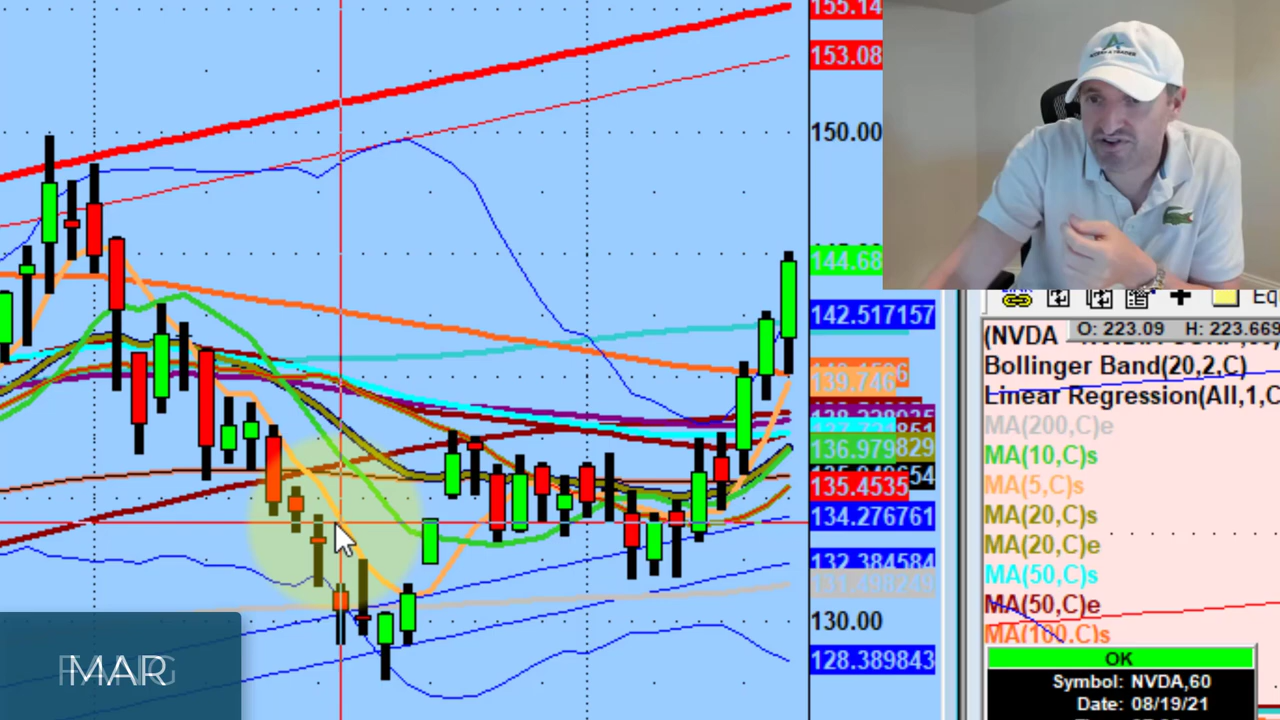 155.14
153.08
150.00
144.68
142.517157
139.746
136.979829
135.4535
134.276761
132.384584
130.00
128.389843
Eq
(NVDA
O: 223.09 H: 223.669
Bollinger Band(20,2,C)
Linear Regression(All,1,C
MA(200,C)e
MA(10,C)s
MA(5,C)s
MA(20,C)s
MA(20,C)e
MA(50,C)s
MA(50,C)e
MA(100,C)s
OK
Symbol: NVDA,60
Date: 08/19/21
MAR